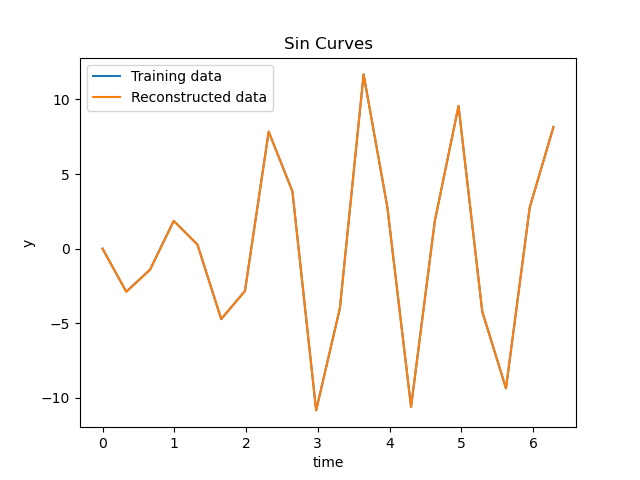 Sin Curves
Training data
Reconstructed data
10
5
0
−5
−10
y
0 1 2 3 4 5 6
time